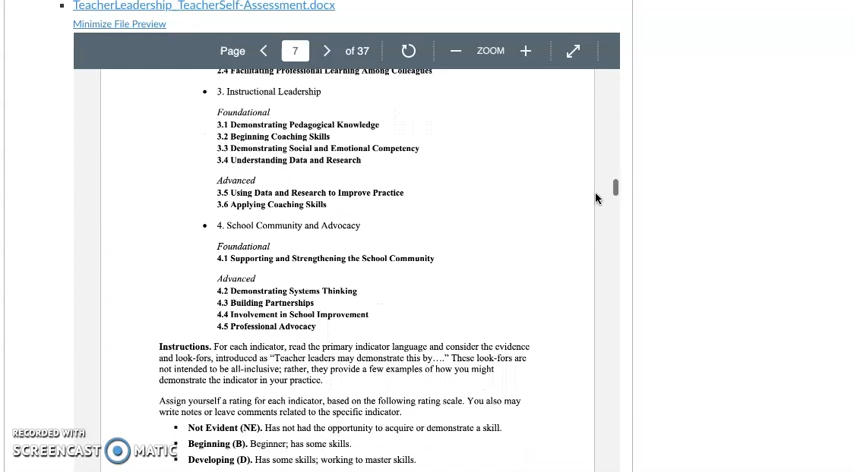 TeacherLeadership_TeacherSelf-Assessment.docx
Minimize File Preview
Page 7 of 37 ZOOM
2.4 Facilitating Professional Learning Among Colleagues
• 3. Instructional Leadership
Foundational
3.1 Demonstrating Pedagogical Knowledge
3.2 Beginning Coaching Skills
3.3 Demonstrating Social and Emotional Competency
3.4 Understanding Data and Research
Advanced
3.5 Using Data and Research to Improve Practice
3.6 Applying Coaching Skills
• 4. School Community and Advocacy
Foundational
4.1 Supporting and Strengthening the School Community
Advanced
4.2 Demonstrating Systems Thinking
4.3 Building Partnerships
4.4 Involvement in School Improvement
4.5 Professional Advocacy
Instructions. For each indicator, read the primary indicator language and consider the evidence
and look-fors, introduced as “Teacher leaders may demonstrate this by….” These look-fors are
not intended to be all-inclusive; rather, they provide a few examples of how you might
demonstrate the indicator in your practice.
Assign yourself a rating for each indicator, based on the following rating scale. You also may
write notes or leave comments related to the specific indicator.
Not Evident (NE). Has not had the opportunity to acquire or demonstrate a skill.
Beginning (B). Beginner; has some skills.
Developing (D). Has some skills; working to master skills.
RECORDED WITH
SCREENCAST MATIC